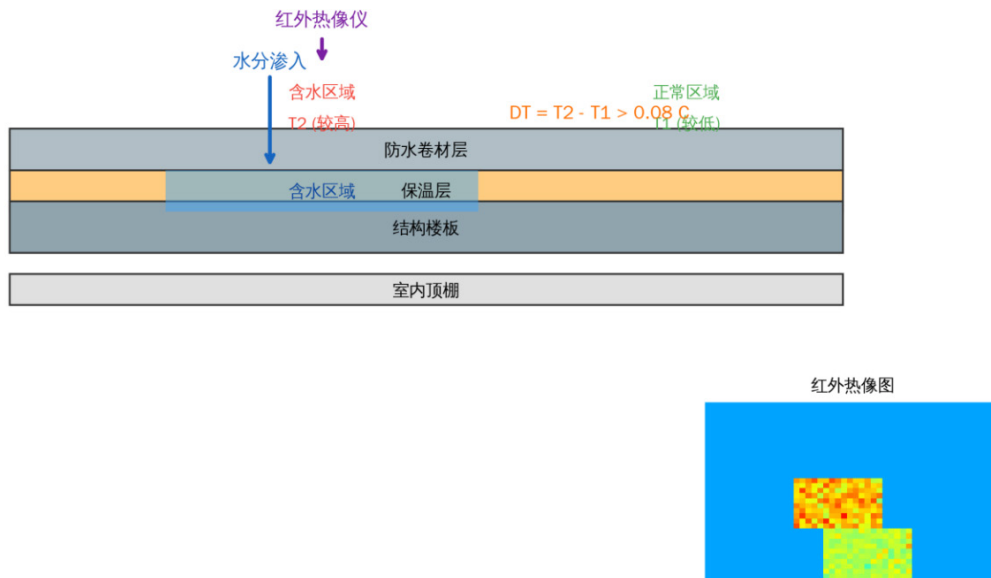 红外热像仪
水分渗入
含水区域
正常区域
DT = T2 - T1 > 0.08 C
T2 (较高)
T1 (较低)
防水卷材层
含水区域
保温层
结构楼板
室内顶棚
红外热像图